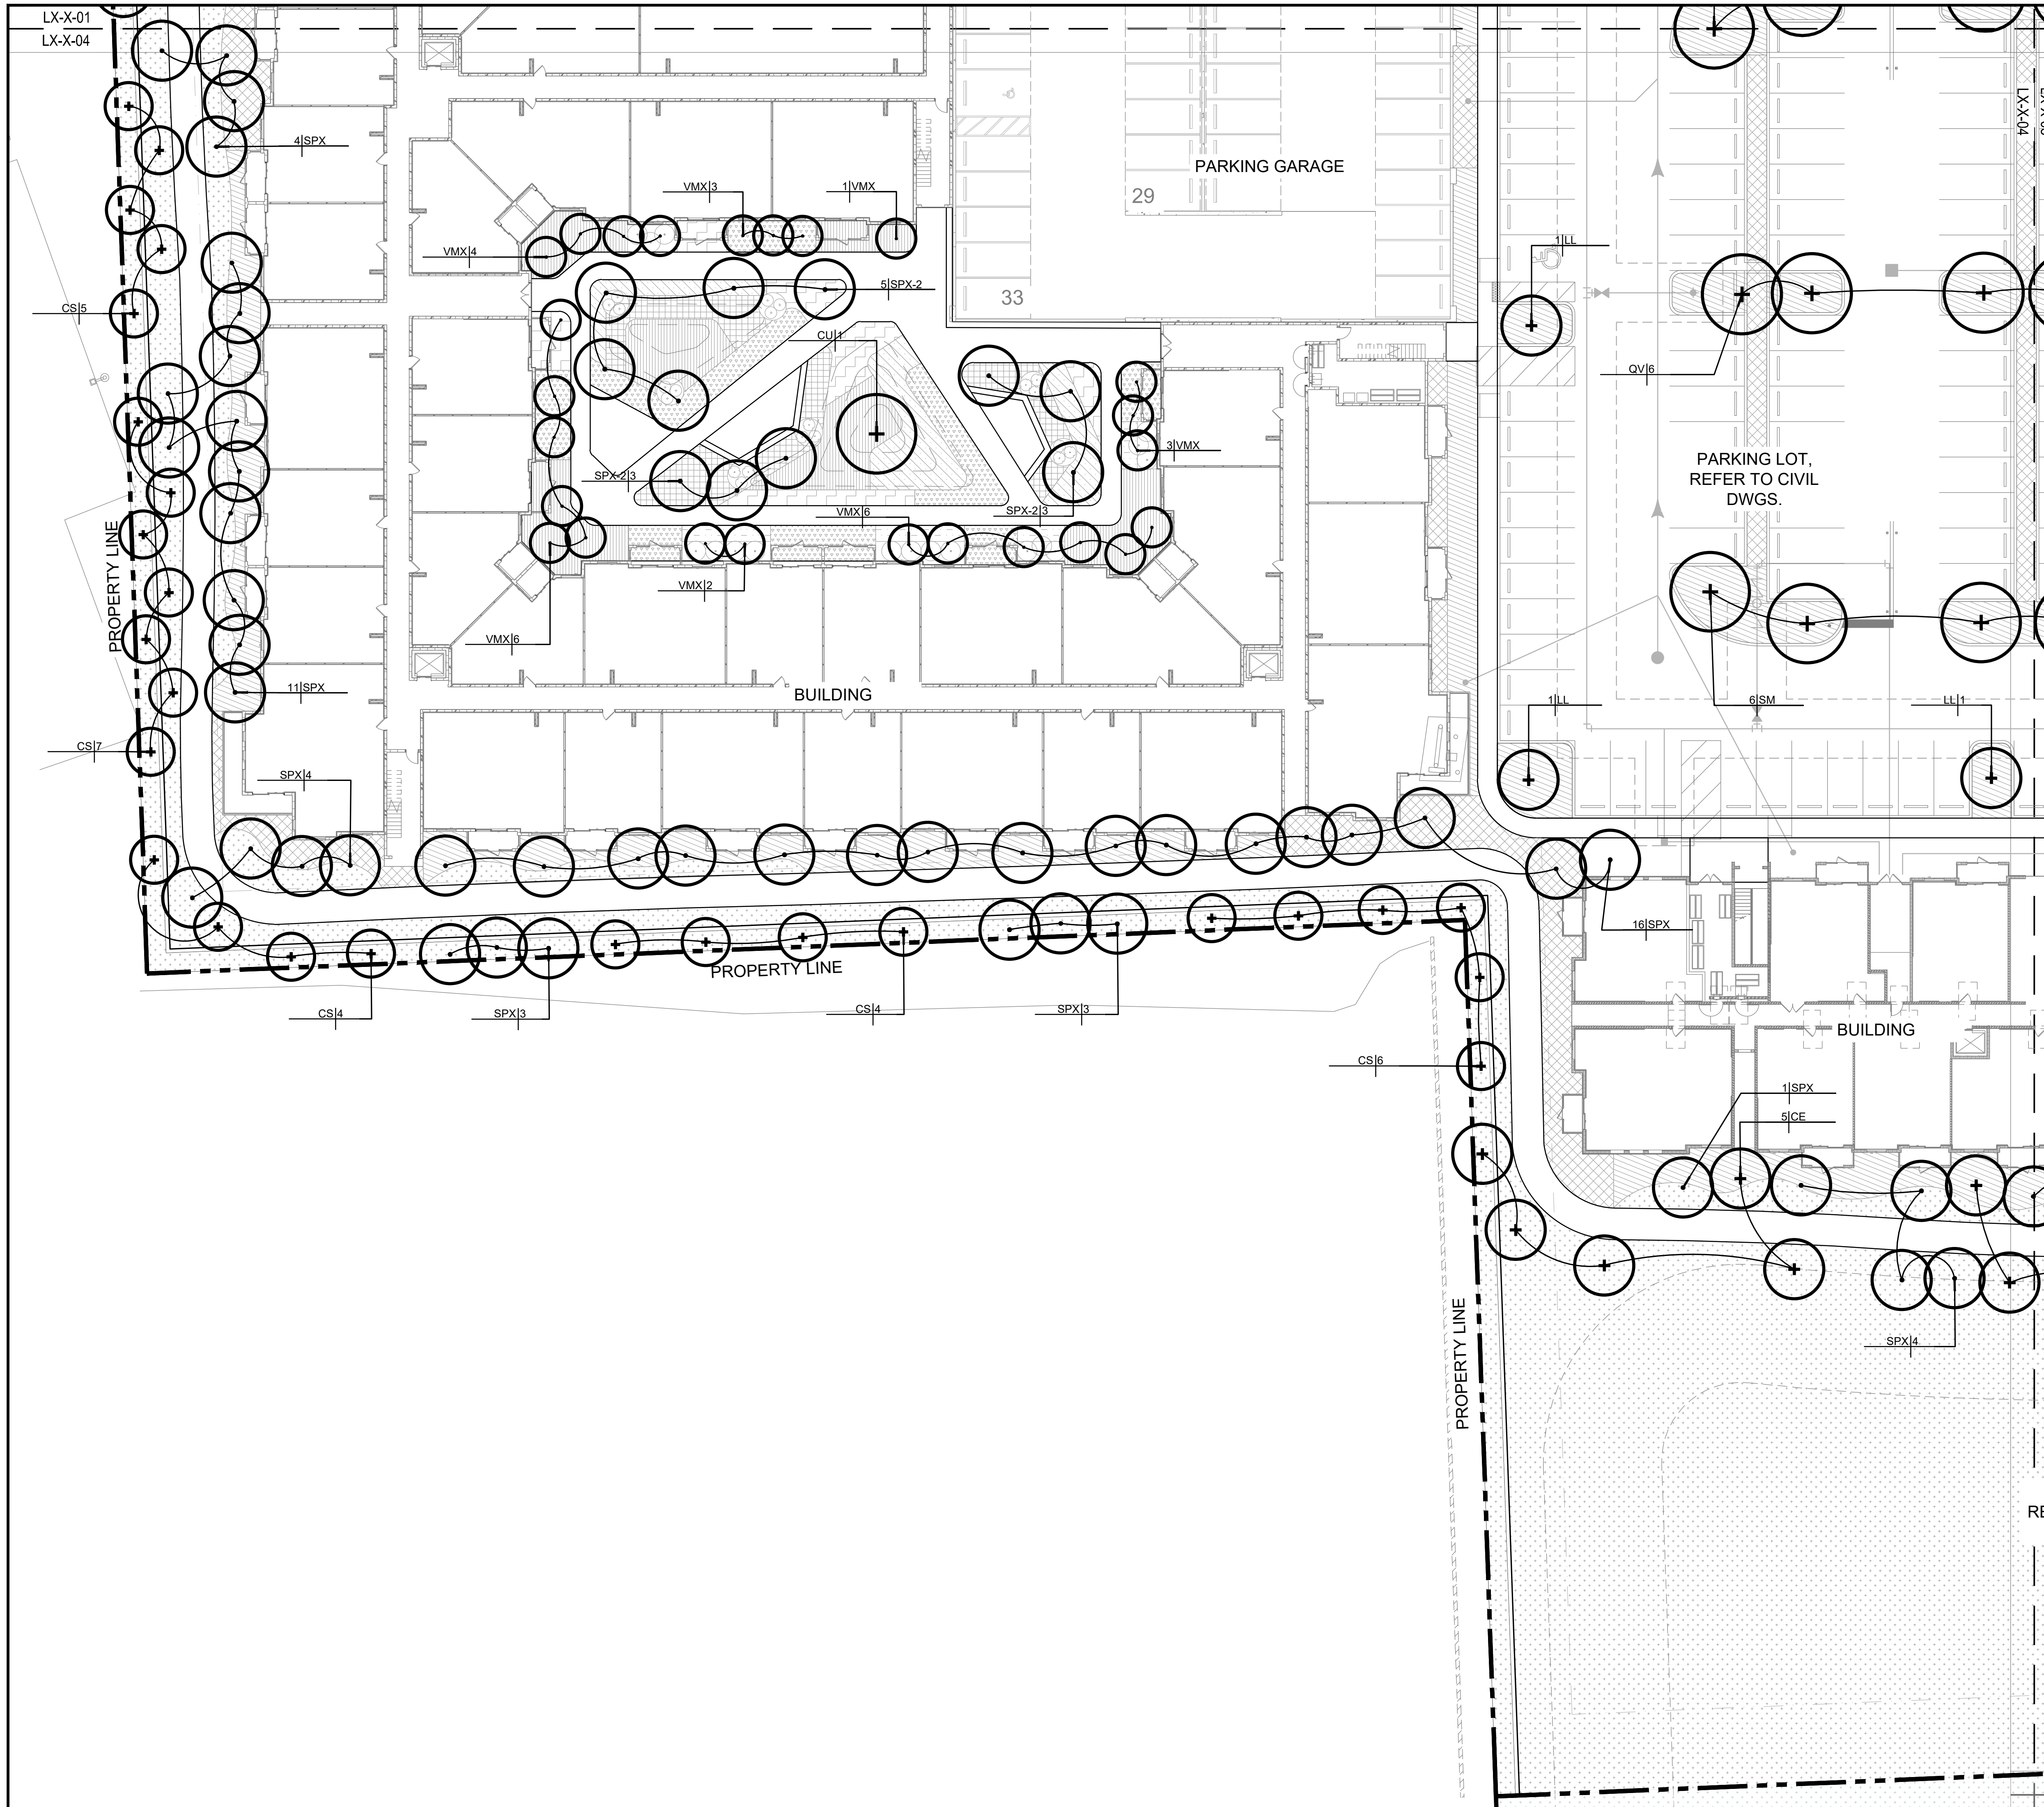 LX-X-01
LX-X-04
LX-X-04
4|SPX
PARKING GARAGE
VMX|3
1|VMX
29
VMX|4
1|LL
5|SPX-2
33
CS|5
CU|1
QV|6
3|VMX
PARKING LOT,
REFER TO CIVIL
DWGS.
SPX-2|3
VMX|6
SPX-2|3
PROPERTY LINE
VMX|2
VMX|6
11|SPX
BUILDING
1|LL
6|SM
LL|1
CS|7
SPX|4
16|SPX
PROPERTY LINE
CS|4
SPX|3
CS|4
SPX|3
BUILDING
CS|6
1|SPX
5|CE
PROPERTY LINE
SPX|4